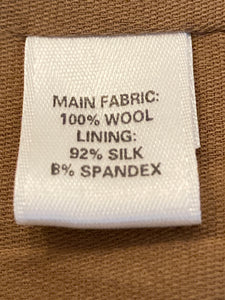 MAIN FABRIC:
100% WOOL
LINING:
92% SILK
8% SPANDEX